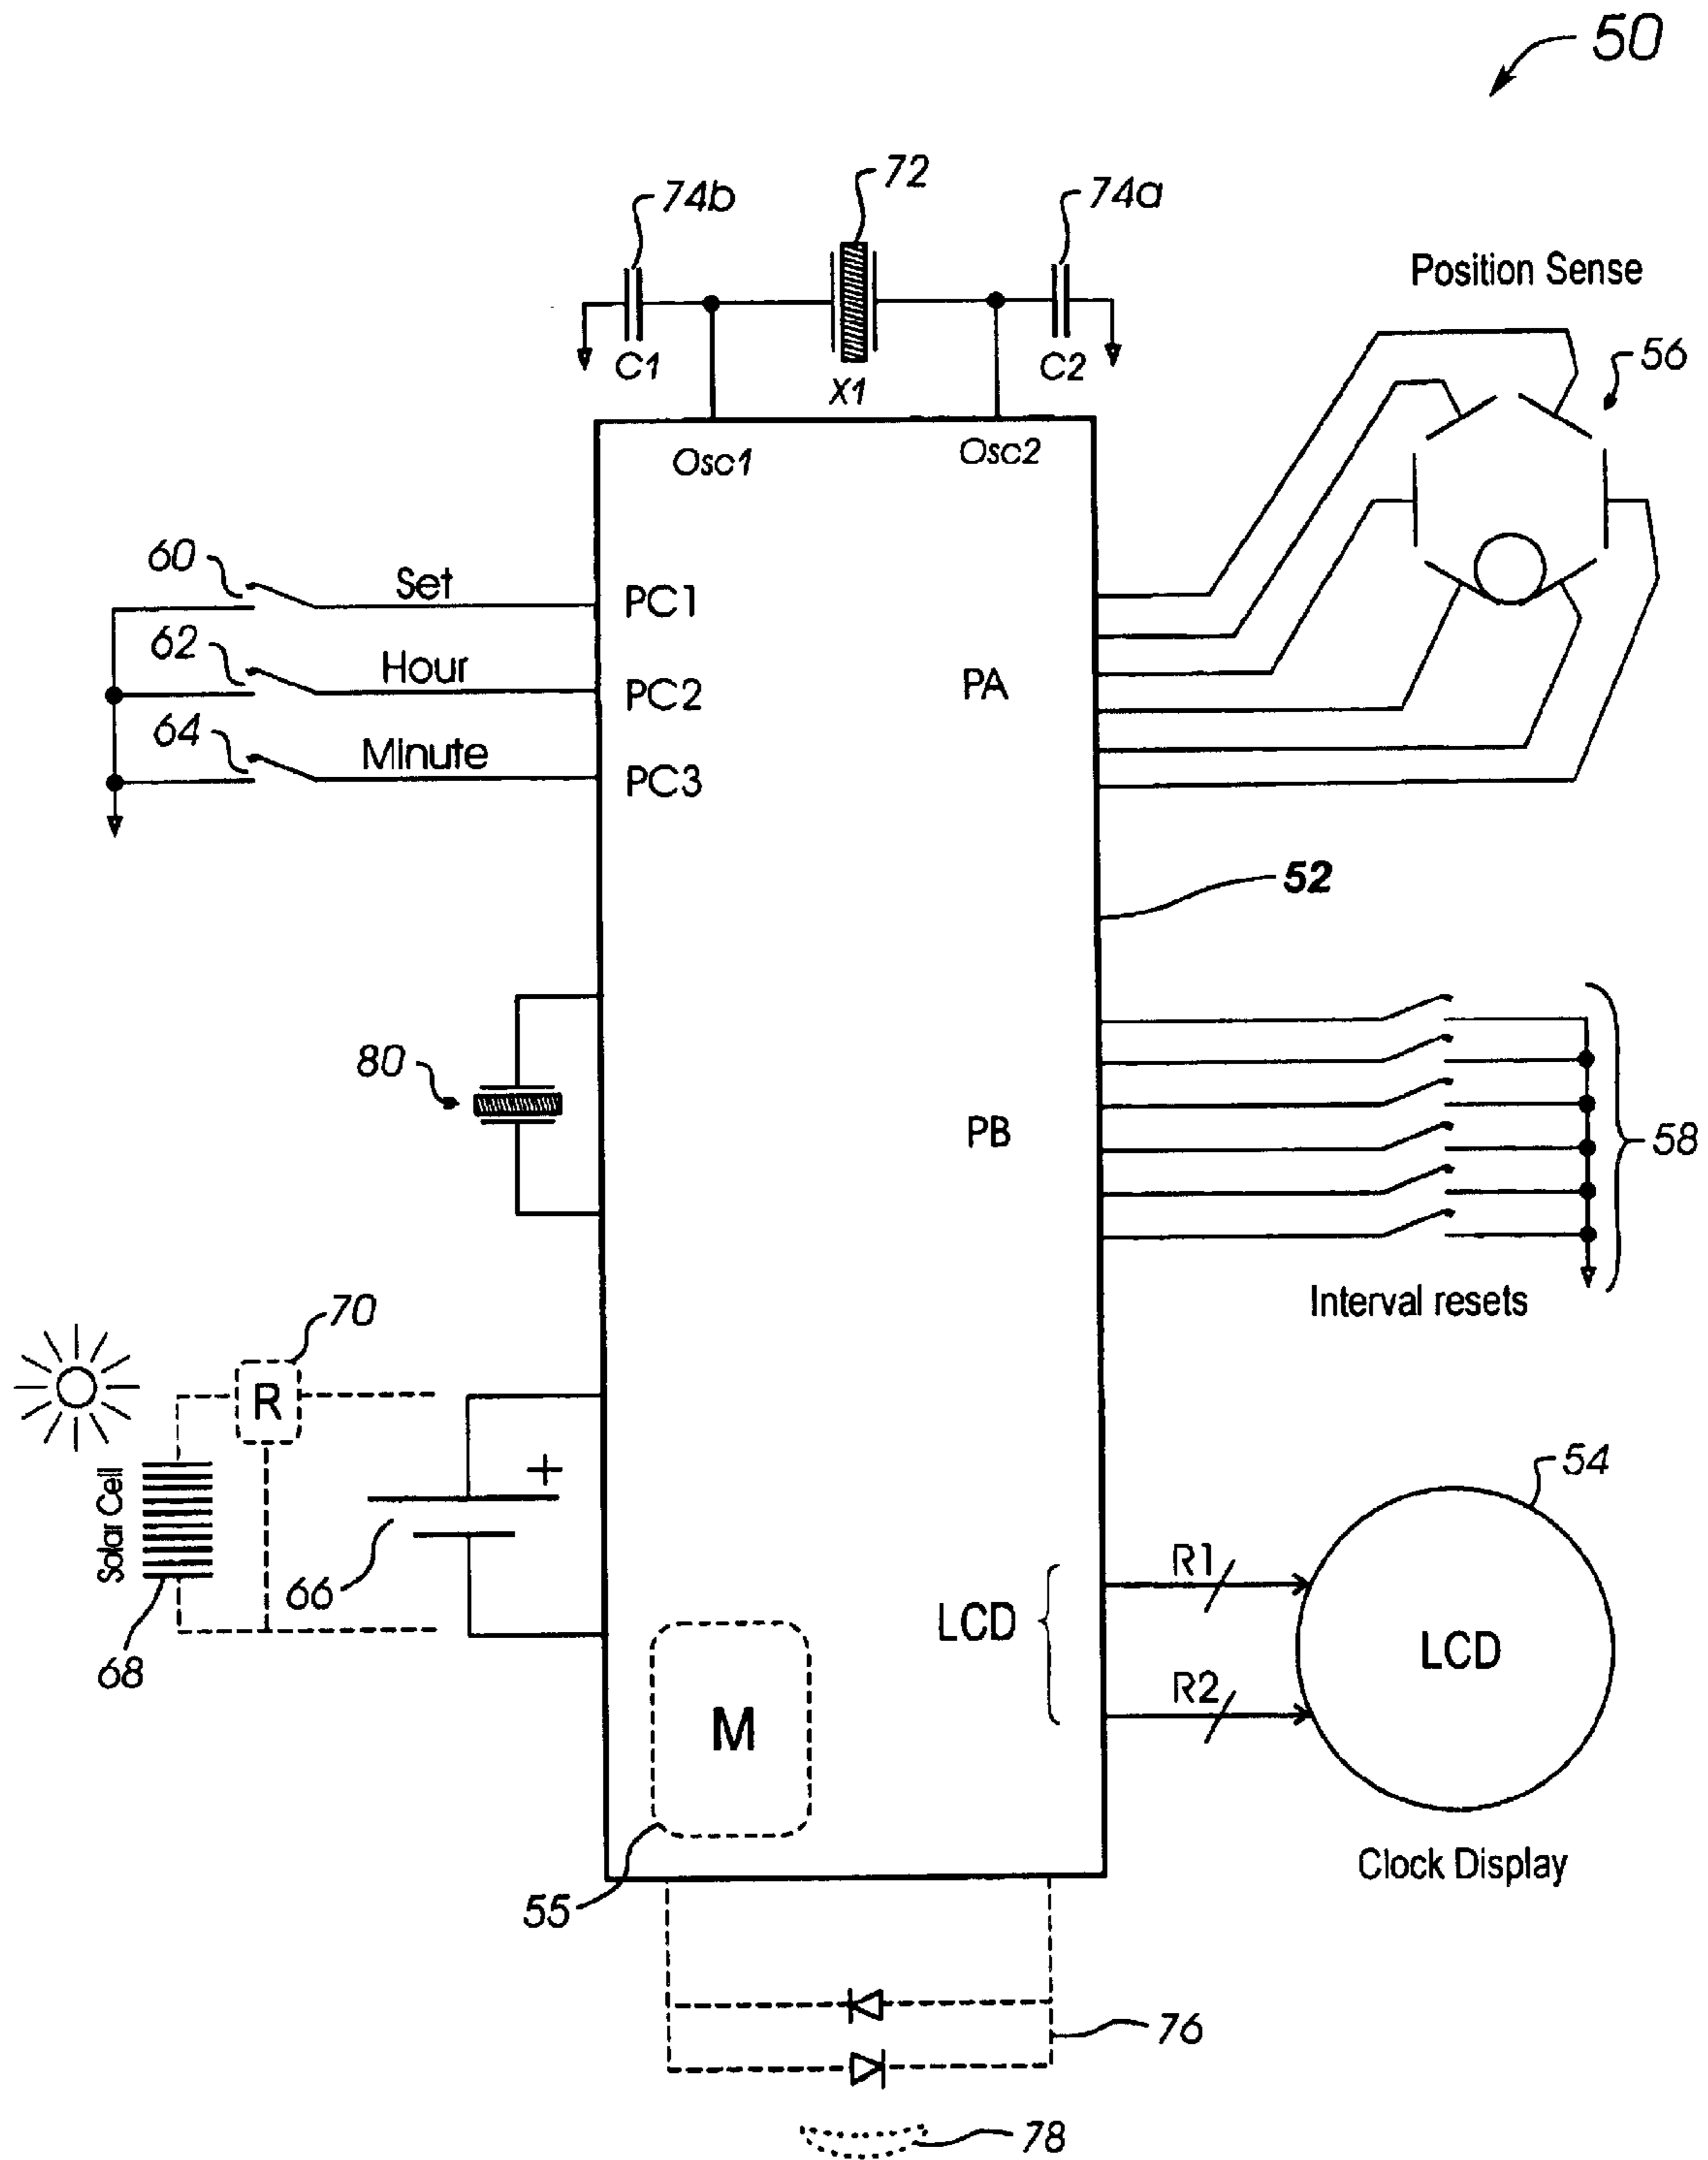 50
72
74b
74a
Position Sense
56
C1
X1
C2
Osc1
Osc2
60
Set
PC1
62
Hour
PC2
PA
64
Minute
PC3
52
80
PB
58
Interval resets
70
R
+
Solar Cell
54
66
68
R1
LCD
LCD
R2
M
Clock Display
55
76
78